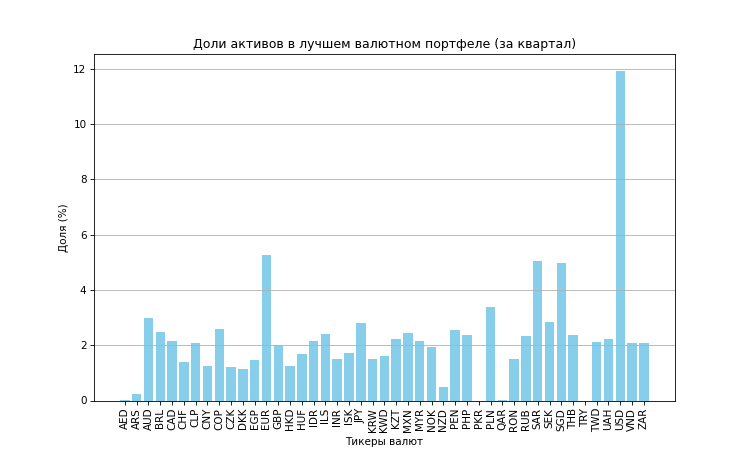 Доли активов в лучшем валютном портфеле (за квартал)
Доля (%)
12
10
8
6
4
2
0
AED
ARS
AUD
BRL
CAD
CHF
CLP
CNY
COP
CZK
DKK
EGP
EUR
GBP
HKD
HUF
IDR
ILS
INR
ISK
JPY
KRW
KWD
KZT
MXN
MYR
NOK
NZD
PEN
PHP
PKR
PLN
QAR
RON
RUB
SAR
SEK
SGD
THB
TRY
TWD
UAH
USD
VND
ZAR
Тикеры валют